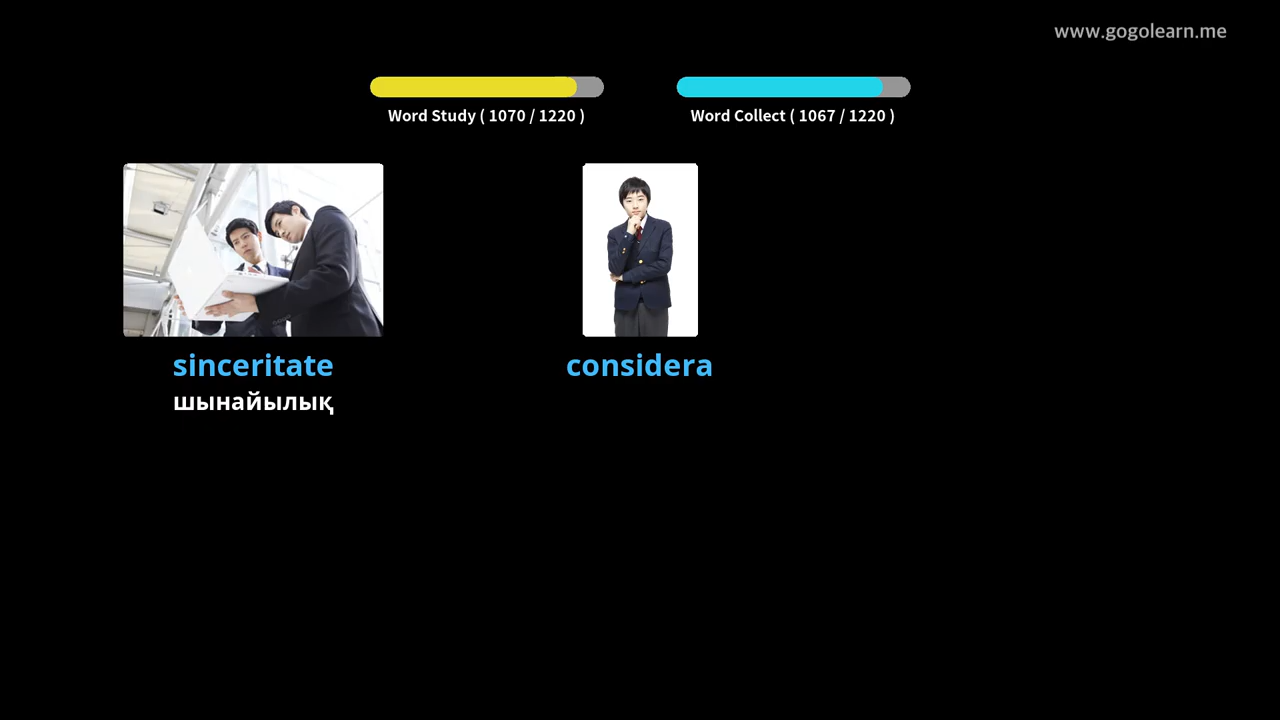 www.gogolearn.me
Word Study ( 1070 / 1220 )
Word Collect ( 1067 / 1220 )
sinceritate
шынайылық
considera